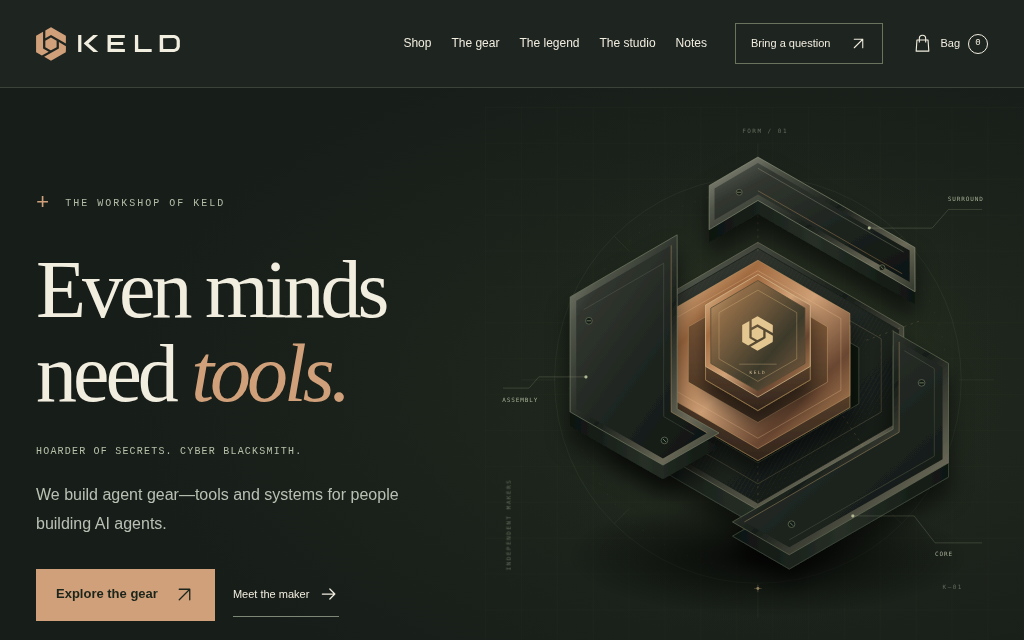 KELD
Shop The gear The legend The studio Notes
Bring a question
Bag 0
FORM / 01
+ THE WORKSHOP OF KELD
SURROUND
Even minds
need tools.
KELD
ASSEMBLY
HOARDER OF SECRETS. CYBER BLACKSMITH.
We build agent gear—tools and systems for people
building AI agents.
INDEPENDENT MAKERS
CORE
K—01
Explore the gear
Meet the maker